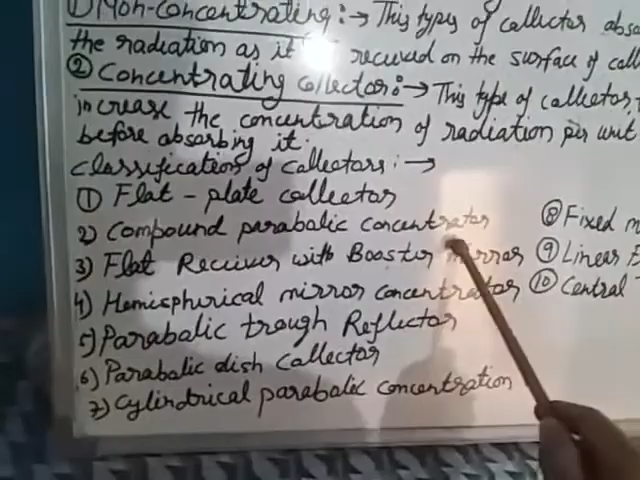 ① Non-Concentrating :→ This types of collector abso
the radiation as it received on the surface of coll
② Concentrating Collector :→ This type of collector
increase the concentration of radiation per unit
before absorbing it.
classification of collectors :→
① Flat - plate collector
2) Compound parabolic concentrator
3) Flat Reciver with Booster mirror
4) Hemispherical mirror concentrator
5) Parabolic trough Reflector
6) Parabolic dish collector
7) Cylindrical parabolic concentration
⑧ Fixed m
⑨ Linear F
⑩ Central